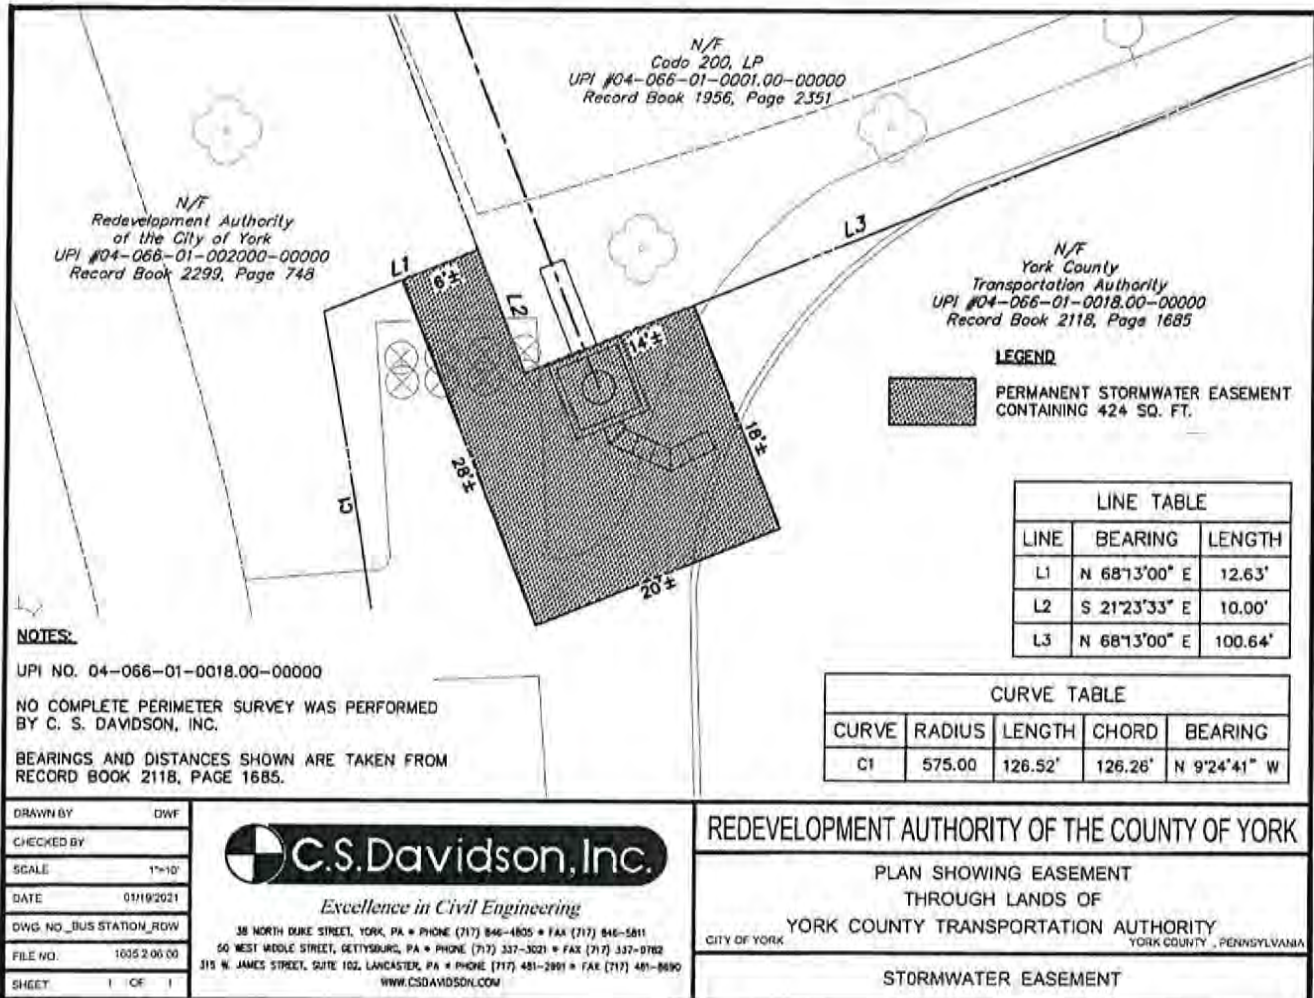 N/F
Codo 200, LP
UPI #04-066-01-0001.00-00000
Record Book 1956, Page 2351
N/F
Redevelopment Authority
of the City of York
UPI #04-066-01-002000-00000
Record Book 2299, Page 748
L1
6'±
L2
L3
14'±
18'±
28'±
20'±
C1
N/F
York County
Transportation Authority
UPI #04-066-01-0018.00-00000
Record Book 2118, Page 1685
LEGEND
PERMANENT STORMWATER EASEMENT
CONTAINING 424 SQ. FT.
LINE TABLE
LINE BEARING LENGTH
L1 N 68°13'00" E 12.63'
L2 S 21°23'33" E 10.00'
L3 N 68°13'00" E 100.64'
CURVE TABLE
CURVE RADIUS LENGTH CHORD BEARING
C1 575.00 126.52' 126.26' N 9°24'41" W
NOTES:
UPI NO. 04-066-01-0018.00-00000
NO COMPLETE PERIMETER SURVEY WAS PERFORMED
BY C. S. DAVIDSON, INC.
BEARINGS AND DISTANCES SHOWN ARE TAKEN FROM
RECORD BOOK 2118, PAGE 1685.
DRAWN BY DWF
CHECKED BY
SCALE 1"=10'
DATE 01/19/2021
DWG. NO. BUS STATION_ROW
FILE NO. 1605 2 06 00
SHEET 1 OF 1
C.S. Davidson, Inc.
Excellence in Civil Engineering
38 NORTH DUKE STREET, YORK, PA • PHONE (717) 846-4805 • FAX (717) 846-5811
50 WEST MIDDLE STREET, GETTYSBURG, PA • PHONE (717) 337-3021 • FAX (717) 337-0782
315 W. JAMES STREET, SUITE 102, LANCASTER, PA • PHONE (717) 481-2991 • FAX (717) 481-8690
WWW.CSDAVIDSON.COM
REDEVELOPMENT AUTHORITY OF THE COUNTY OF YORK
PLAN SHOWING EASEMENT
THROUGH LANDS OF
YORK COUNTY TRANSPORTATION AUTHORITY
CITY OF YORK YORK COUNTY, PENNSYLVANIA
STORMWATER EASEMENT